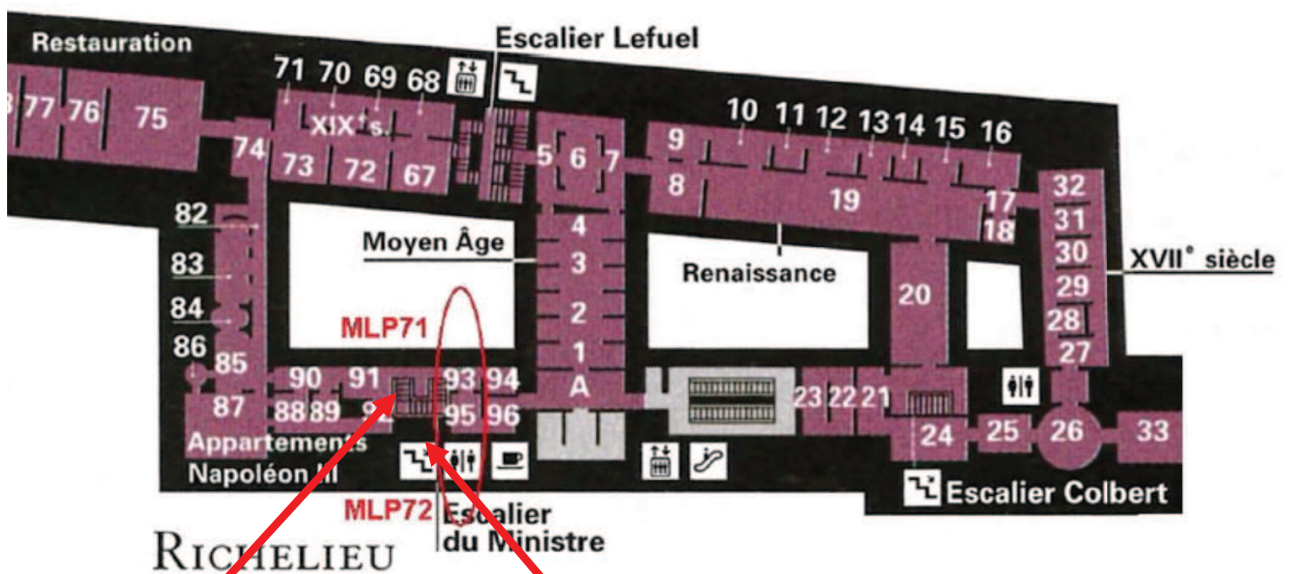 Restauration
Escalier Lefuel
71 70 69 68
10 11 12 13 14 15 16
77 76 75
XIXe s.
74 73 72 67
5 6 7
9
8
19
17
18
32
31
30
29
28
27
82
83
84
86
85
87
4
3
2
1
A
Moyen Âge
Renaissance
20
XVII° siècle
MLP71
90 91 93 94
88 89 92 95 96
23 22 21
24 25 26 33
Appartements
Napoléon III
MLP72
Escalier
du Ministre
Escalier Colbert
RICHELIEU